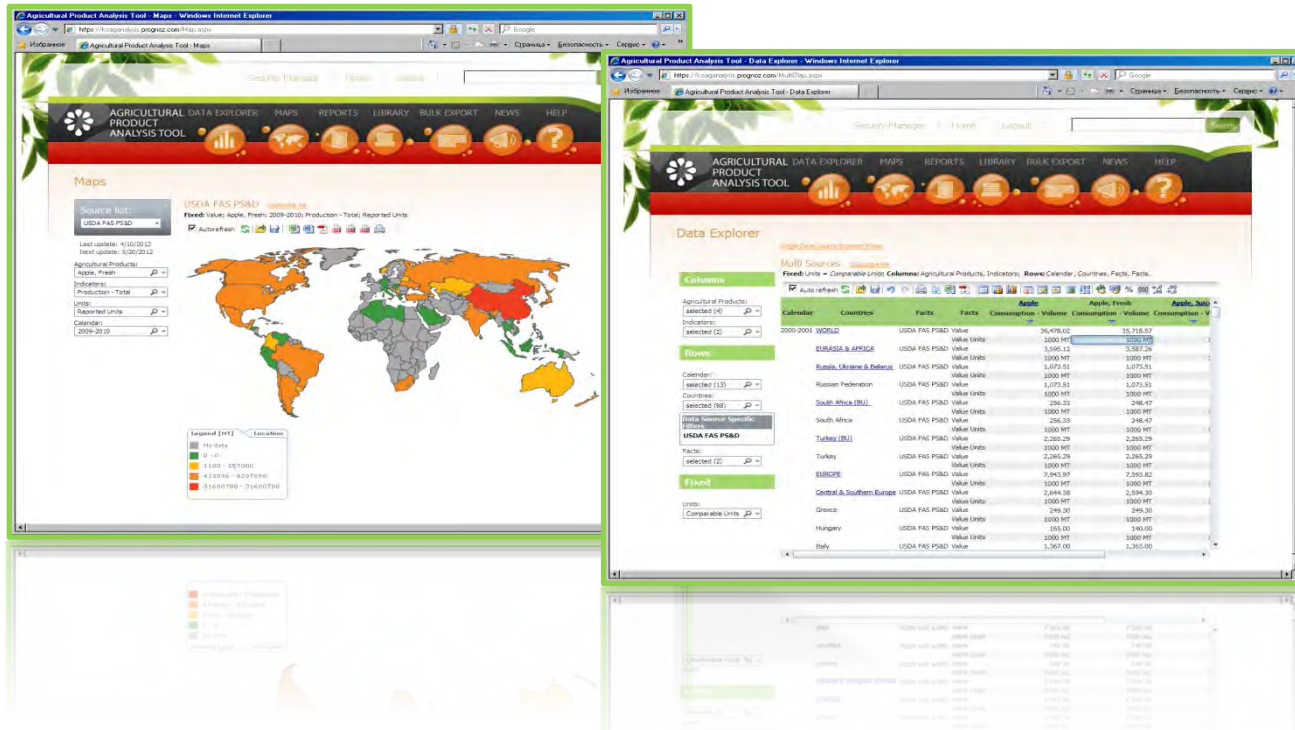 Agricultural Product Analysis Tool - Maps - Windows Internet Explorer
https://koaganalysis.prognoz.com/Map.aspx
Google
Избранное
Agricultural Product Analysis Tool - Maps
Страница
Безопасность
Сервис
Security Manager | Home | Logout
AGRICULTURAL PRODUCT ANALYSIS TOOL
DATA EXPLORER MAPS REPORTS LIBRARY BULK EXPORT NEWS HELP
Maps
Source list:
USDA FAS PS&D
Last update: 4/10/2012
Next update: 5/20/2012
Agricultural Products:
Apple, Fresh
Indicators:
Production - Total
Units:
Reported Units
Calendar:
2009-2010
USDA FAS PS&D
Fixed: Value; Apple, Fresh; 2009-2010; Production - Total; Reported Units
Autorefresh
Legend [MT] Location
No data
0 - 0
423096 - 4207096
31680788 - 31680788
Agricultural Product Analysis Tool - Data Explorer - Windows Internet Explorer
Google
Избранное
Agricultural Product Analysis Tool - Data Explorer
Страница
Безопасность
Сервис
Security Manager | Home | Logout
Search
AGRICULTURAL PRODUCT ANALYSIS TOOL
DATA EXPLORER MAPS REPORTS LIBRARY BULK EXPORT NEWS HELP
Data Explorer
Multi Sources
Fixed: Units = Comparable Units Columns: Agricultural Products, Indicators; Rows: Calendar, Countries, Facts, Facts.
Auto refresh
Columns
Agricultural Products:
selected (4)
Indicators:
selected (2)
Rows
Calendar:
selected (13)
Countries:
selected (98)
Data Source Specific Filters
USDA FAS PS&D
Facts:
selected (2)
Fixed
Units:
Comparable Units
Apple Apple, Fresh
Calendar Countries Facts Facts Consumption - Volume Consumption - Volume Consumption - V
2000-2001 WORLD USDA FAS PS&D Value 36,478.02 35,718.57
Value Units 1000 MT 1000 MT
EURASIA & AFRICA USDA FAS PS&D Value 3,595.12 3,587.26
Value Units 1000 MT 1000 MT
Russia, Ukraine & Belarus USDA FAS PS&D Value 1,073.51 1,073.51
Value Units 1000 MT 1000 MT
Russian Federation USDA FAS PS&D Value 1,073.51 1,073.51
Value Units 1000 MT 1000 MT
South Africa [BU] USDA FAS PS&D Value 256.33 248.47
Value Units 1000 MT 1000 MT
South Africa USDA FAS PS&D Value 256.33 248.47
Value Units 1000 MT 1000 MT
Turkey [BU] USDA FAS PS&D Value 2,265.29 2,265.29
Value Units 1000 MT 1000 MT
Turkey USDA FAS PS&D Value 2,265.29 2,265.29
Value Units 1000 MT 1000 MT
EUROPE USDA FAS PS&D Value 7,943.97 7,593.82
Value Units 1000 MT 1000 MT
Central & Southern Europe USDA FAS PS&D Value 2,644.38 2,594.30
Value Units 1000 MT 1000 MT
Greece USDA FAS PS&D Value 249.30 249.30
Value Units 1000 MT 1000 MT
Hungary USDA FAS PS&D Value 165.00 140.00
Value Units 1000 MT 1000 MT
Italy USDA FAS PS&D Value 1,367.00 1,363.00